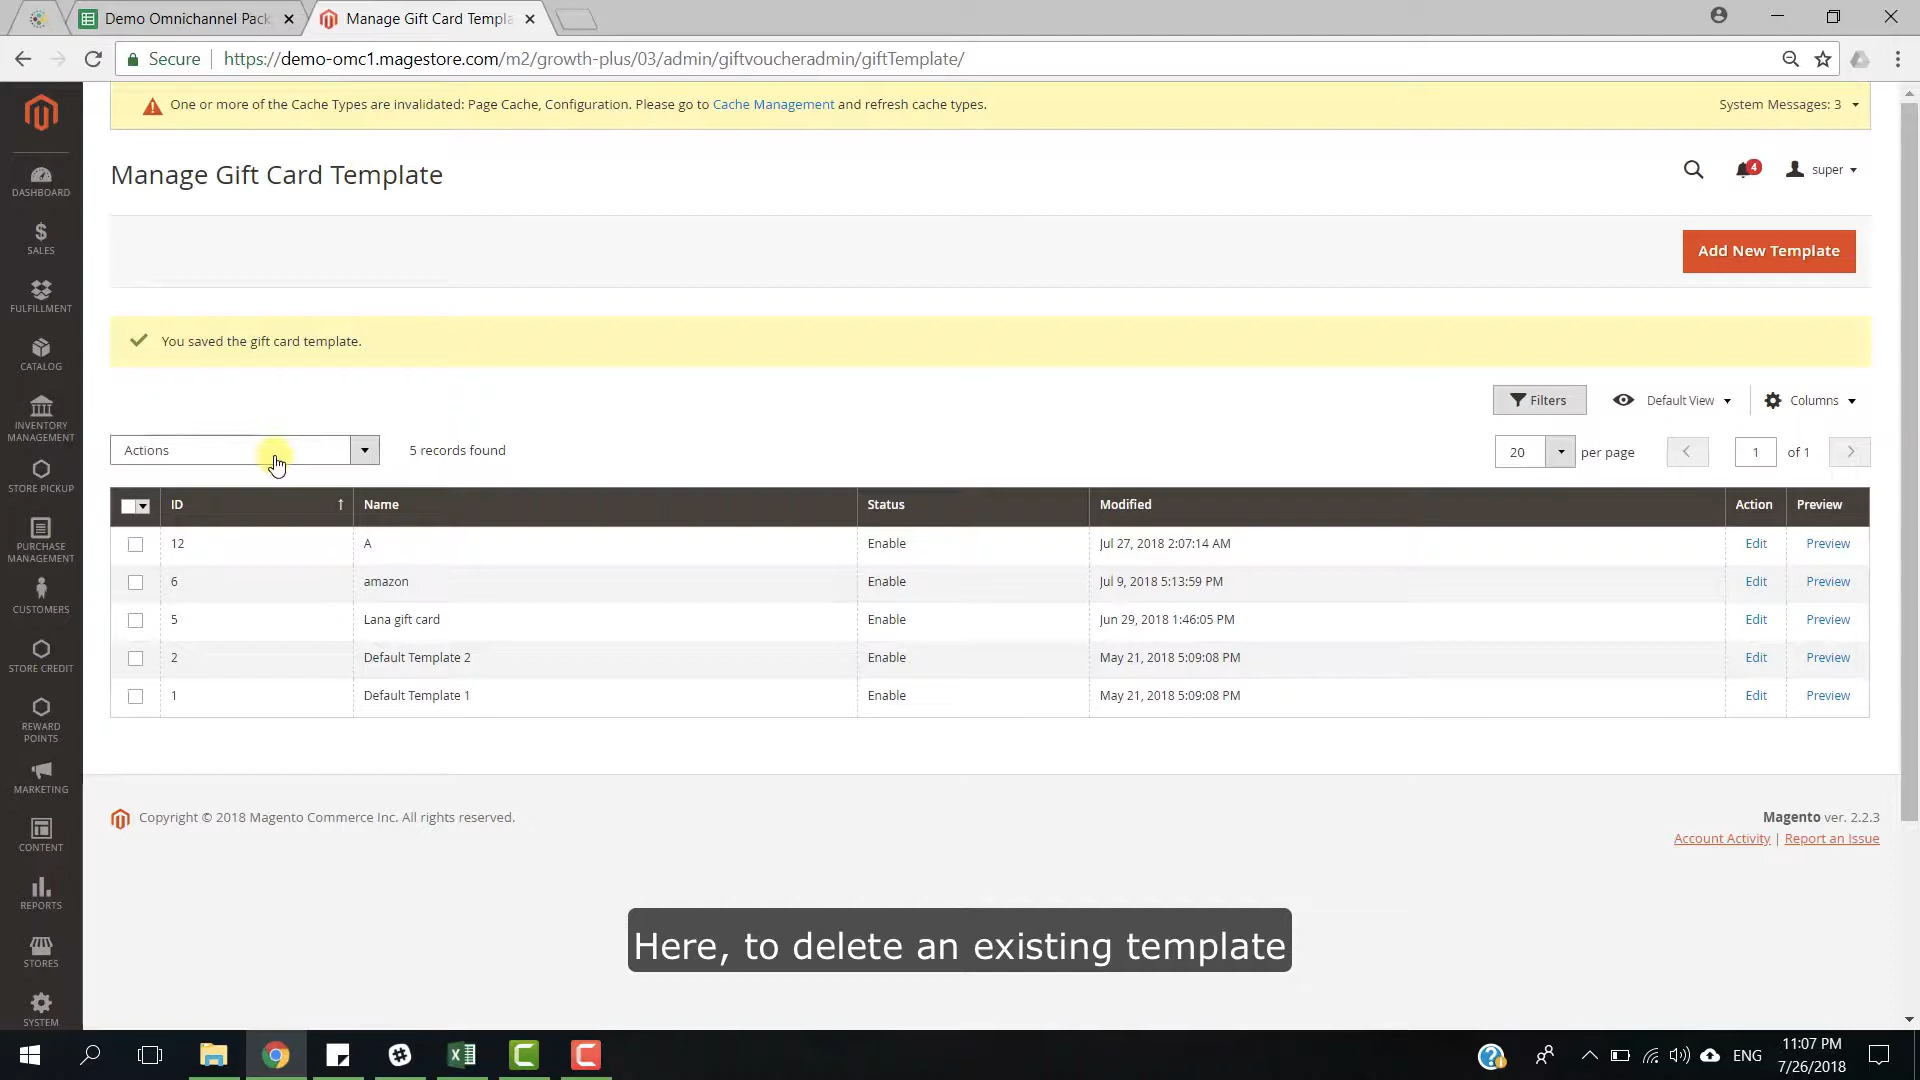 Demo Omnichannel Pack
Manage Gift Card Templa
Secure
https://demo-omc1.magestore.com/m2/growth-plus/03/admin/giftvoucheradmin/giftTemplate/
One or more of the Cache Types are invalidated: Page Cache, Configuration. Please go to Cache Management and refresh cache types.
System Messages: 3
Manage Gift Card Template
4
super
Add New Template
You saved the gift card template.
Filters
Default View
Columns
Actions
5 records found
20
per page
1
of 1
ID ↑ Name Status Modified Action Preview
12 A Enable Jul 27, 2018 2:07:14 AM Edit Preview
6 amazon Enable Jul 9, 2018 5:13:59 PM Edit Preview
5 Lana gift card Enable Jun 29, 2018 1:46:05 PM Edit Preview
2 Default Template 2 Enable May 21, 2018 5:09:08 PM Edit Preview
1 Default Template 1 Enable May 21, 2018 5:09:08 PM Edit Preview
DASHBOARD
SALES
FULFILLMENT
CATALOG
INVENTORY
MANAGEMENT
STORE PICKUP
PURCHASE
MANAGEMENT
CUSTOMERS
STORE CREDIT
REWARD
POINTS
MARKETING
CONTENT
REPORTS
STORES
SYSTEM
Copyright © 2018 Magento Commerce Inc. All rights reserved.
Magento ver. 2.2.3
Account Activity | Report an Issue
Here, to delete an existing template
ENG
11:07 PM
7/26/2018